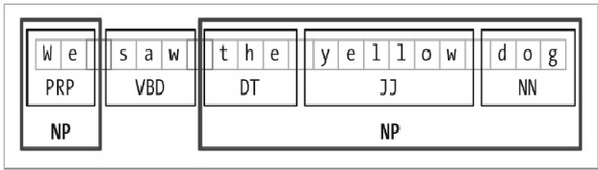 We saw the yellow dog
PRP VBD DT JJ NN
NP NP